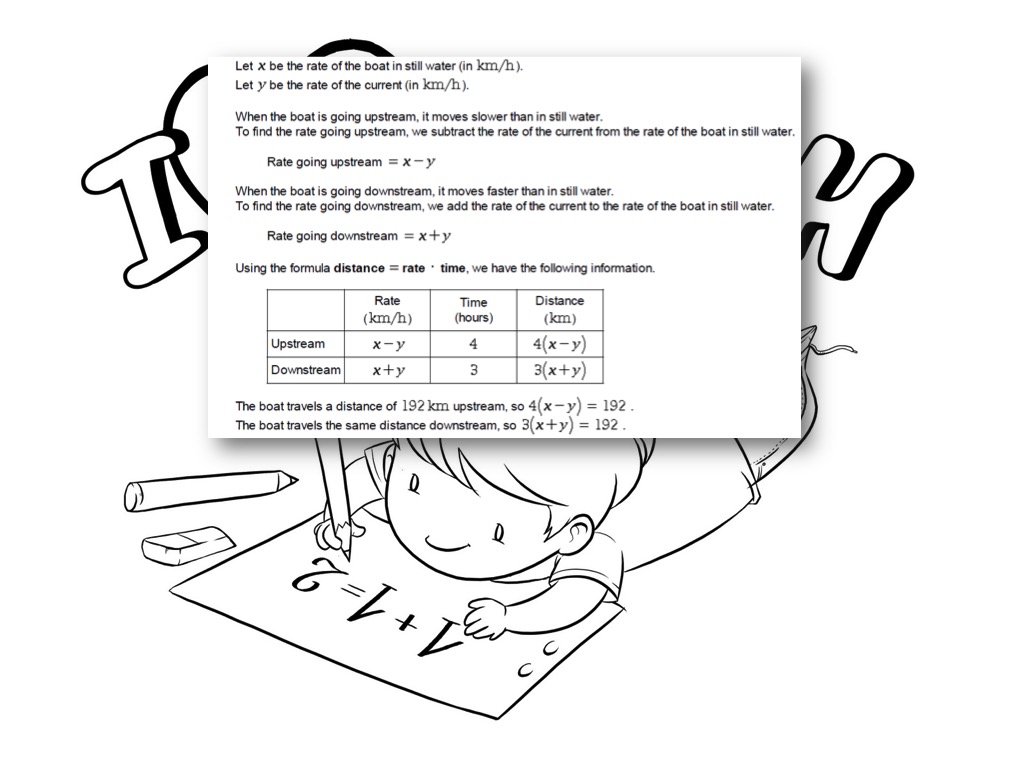 I H
Let x be the rate of the boat in still water (in km/h).
Let y be the rate of the current (in km/h).
When the boat is going upstream, it moves slower than in still water.
To find the rate going upstream, we subtract the rate of the current from the rate of the boat in still water.
Rate going upstream = x−y
When the boat is going downstream, it moves faster than in still water.
To find the rate going downstream, we add the rate of the current to the rate of the boat in still water.
Rate going downstream = x+y
Using the formula distance = rate · time, we have the following information.
Rate (km/h) Time (hours) Distance (km)
Upstream x−y 4 4(x−y)
Downstream x+y 3 3(x+y)
The boat travels a distance of 192 km upstream, so 4(x−y) = 192 .
The boat travels the same distance downstream, so 3(x+y) = 192 .
1+1=2